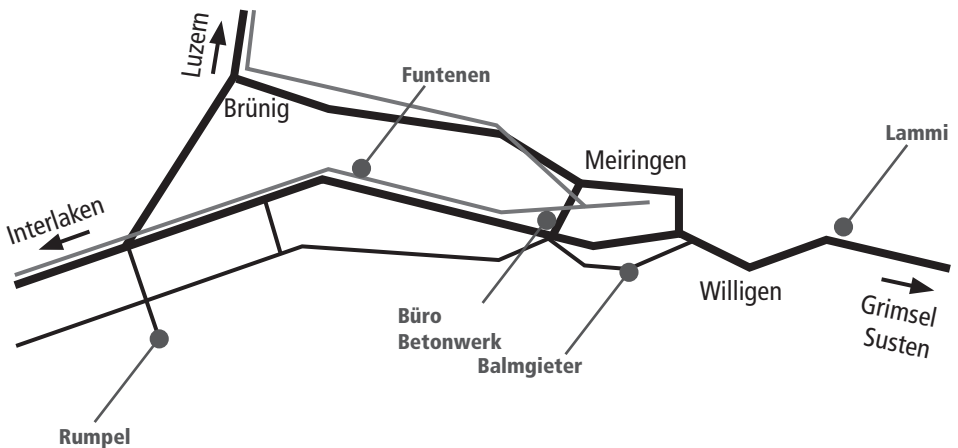 Luzern
Funtenen
Brünig
Lammi
Meiringen
Interlaken
Willigen
Grimsel
Susten
Büro
Betonwerk
Balmgieter
Rumpel